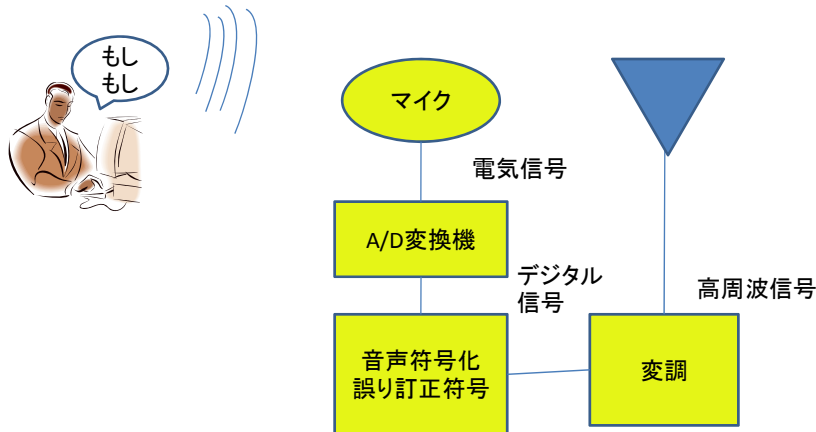 もし
もし
マイク
電気信号
A/D変換機
デジタル
信号
高周波信号
音声符号化
誤り訂正符号
変調